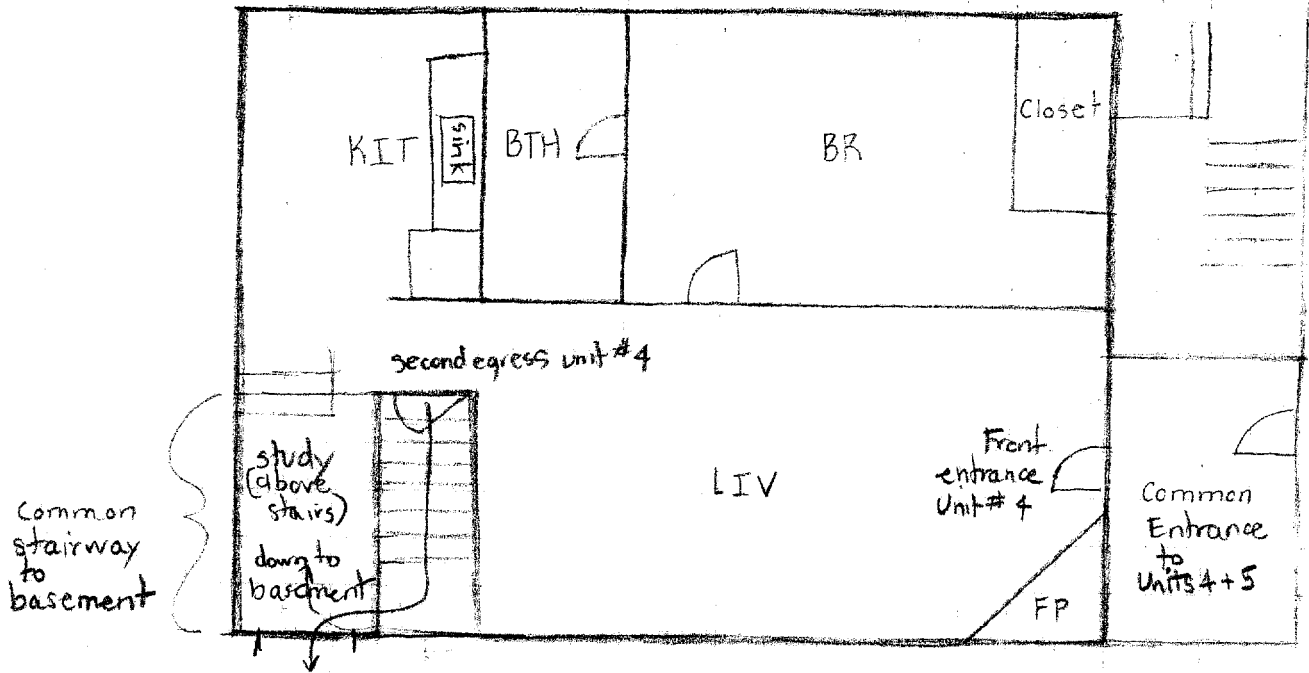 KIT
sink
BTH
BR
Closet
second egress unit #4
study
(above
stairs)
down to
basement
Common
stairway
to
basement
LIV
Front
entrance
Unit # 4
FP
Common
Entrance
to
Units 4+5